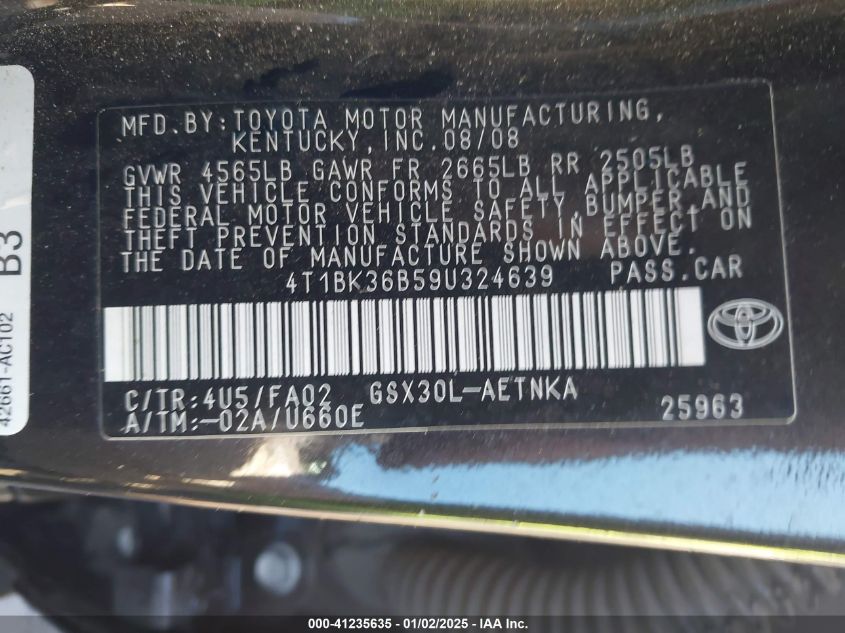 MFD.BY:TOYOTA MOTOR MANUFACTURING,
KENTUCKY,INC.08/08
GVWR 4565LB GAWR FR 2665LB RR 2505LB
THIS VEHICLE CONFORMS TO ALL APPLICABLE
FEDERAL MOTOR VEHICLE SAFETY,BUMPER,AND
THEFT PREVENTION STANDARDS IN EFFECT ON
THE DATE OF MANUFACTURE SHOWN ABOVE.
4T1BK36B59U324639 PASS.CAR
C/TR:4U5/FA02 GSX30L-AETNKA
A/TM:-02A/U660E 25963
42661-AC102 B3
000-41235635 - 01/02/2025 - IAA Inc.